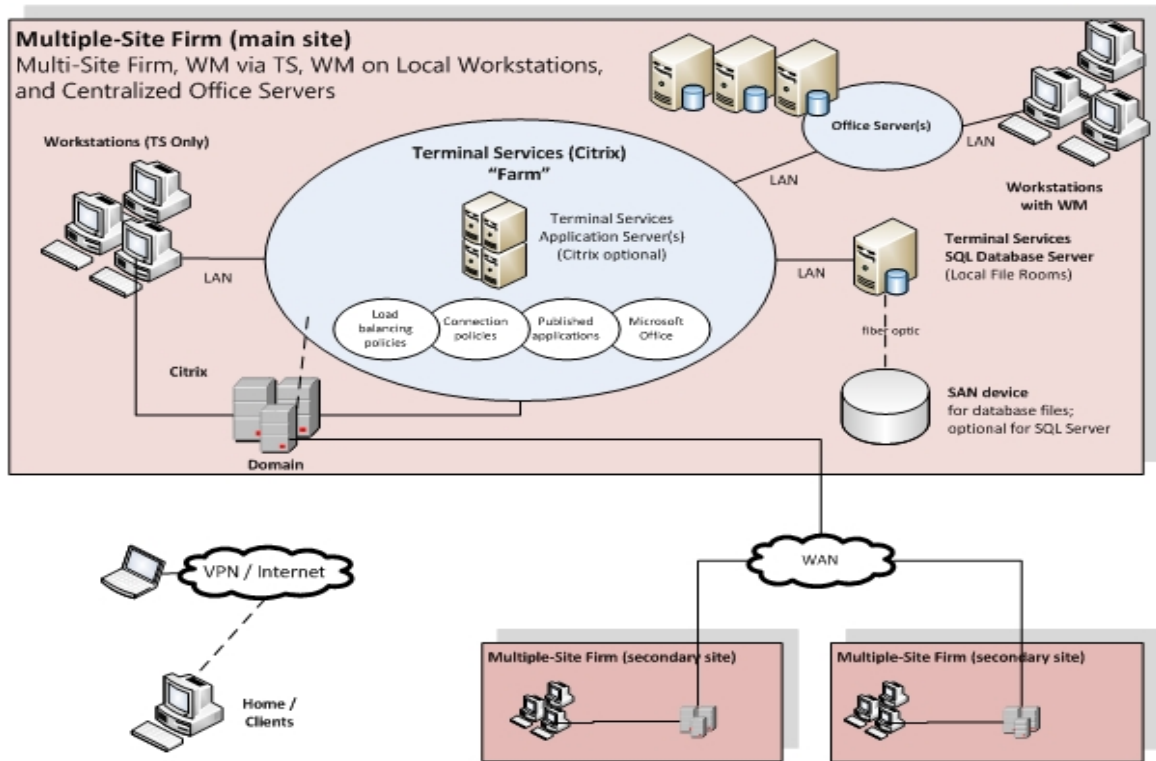 Multiple-Site Firm (main site)
Multi-Site Firm, WM via TS, WM on Local Workstations,
and Centralized Office Servers
Workstations (TS Only)
LAN
Terminal Services (Citrix)
"Farm"
Terminal Services
Application Server(s)
(Citrix optional)
Load
balancing
policies
Connection
policies
Published
applications
Microsoft
Office
Office Server(s)
LAN
LAN
Workstations
with WM
LAN
Terminal Services
SQL Database Server
(Local File Rooms)
fiber optic
SAN device
for database files;
optional for SQL Server
Citrix
Domain
VPN / Internet
Home /
Clients
WAN
Multiple-Site Firm (secondary site)
Multiple-Site Firm (secondary site)